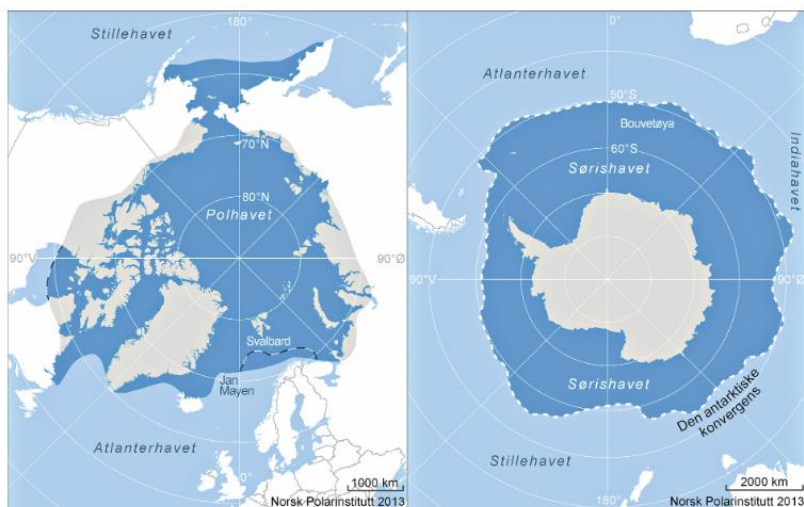 -180°
Stillehavet
70°N
80°N
Polhavet
90°V
90°Ø
Svalbard
Jan
Mayen
Atlanterhavet
0°
1000 km
Norsk Polarinstitutt 2013
0°
Atlanterhavet
50°S
Bouvetøya
60°S
Sørishavet
Indiahavet
90°V
90°Ø
Sørishavet
Den antarktiske
konvergens
Stillehavet
2000 km
180°
Norsk Polarinstitutt 2013